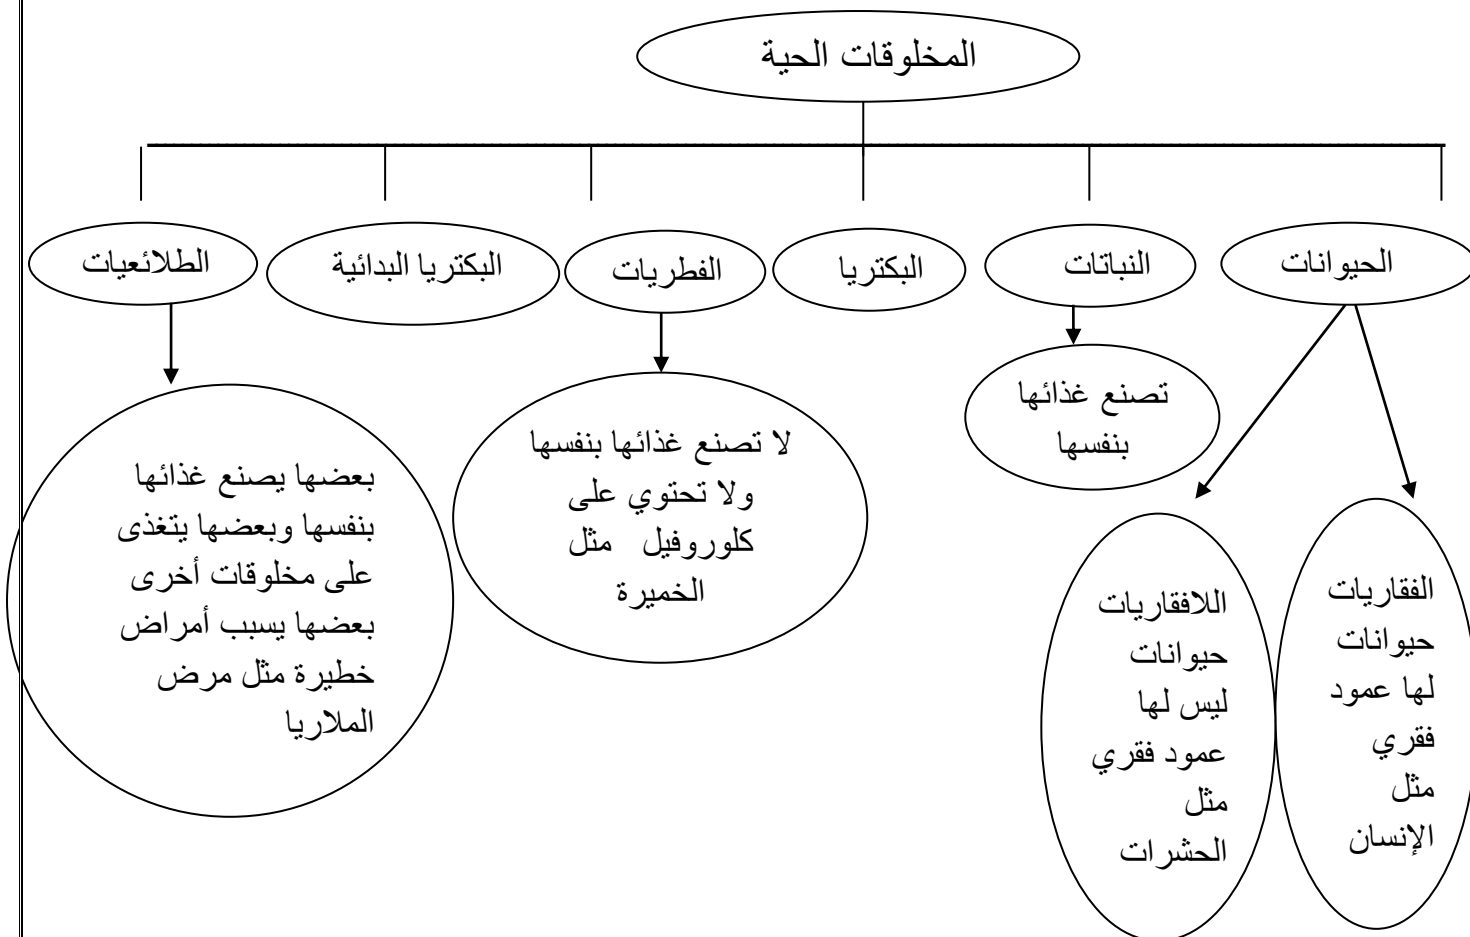 المخلوقات الحية
الحيوانات
النباتات
البكتريا
الفطريات
البكتريا البدائية
الطلائعيات
الفقاريات
حيوانات
لها عمود
فقري
مثل
الإنسان
اللافقاريات
حيوانات
ليس لها
عمود فقري
مثل
الحشرات
تصنع غذائها
بنفسها
لا تصنع غذائها بنفسها
ولا تحتوي على
كلوروفيل مثل
الخميرة
بعضها يصنع غذائها
بنفسها وبعضها يتغذى
على مخلوقات أخرى
بعضها يسبب أمراض
خطيرة مثل مرض
الملاريا